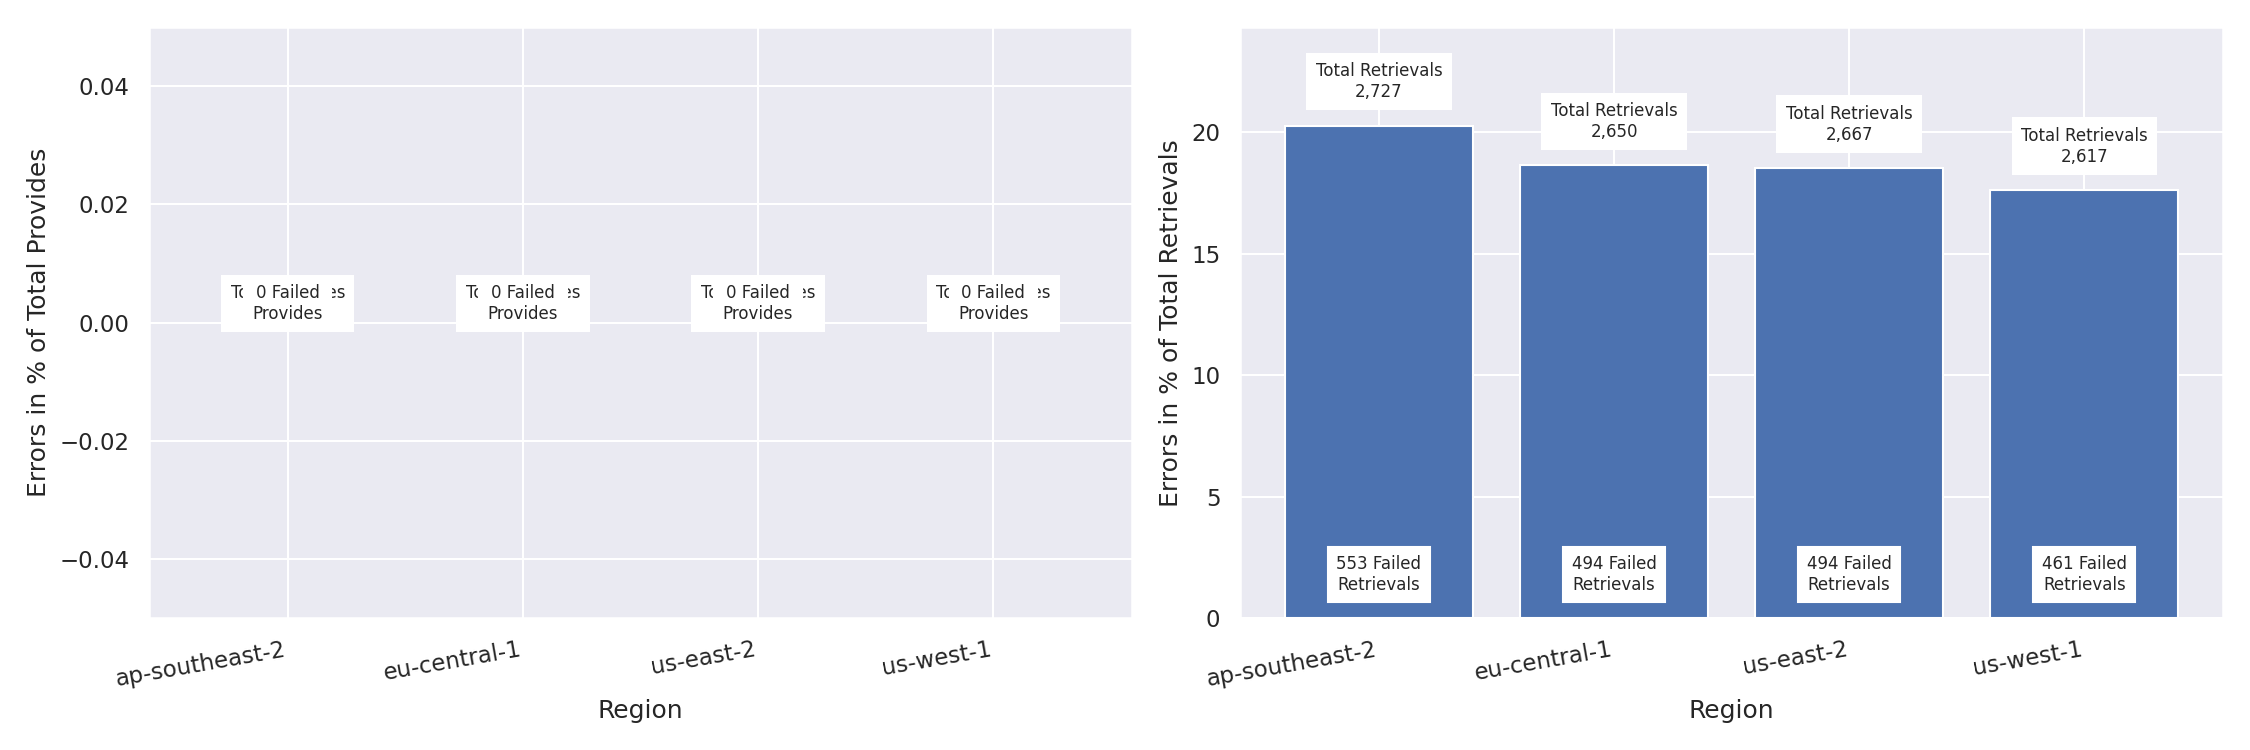 Errors in % of Total Provides
0.04
0.02
0.00
−0.02
−0.04
0 Failed
Provides
0 Failed
Provides
0 Failed
Provides
0 Failed
Provides
ap-southeast-2
eu-central-1
us-east-2
us-west-1
Region
Errors in % of Total Retrievals
20
15
10
5
0
Total Retrievals
2,727
Total Retrievals
2,650
Total Retrievals
2,667
Total Retrievals
2,617
553 Failed
Retrievals
494 Failed
Retrievals
494 Failed
Retrievals
461 Failed
Retrievals
ap-southeast-2
eu-central-1
us-east-2
us-west-1
Region